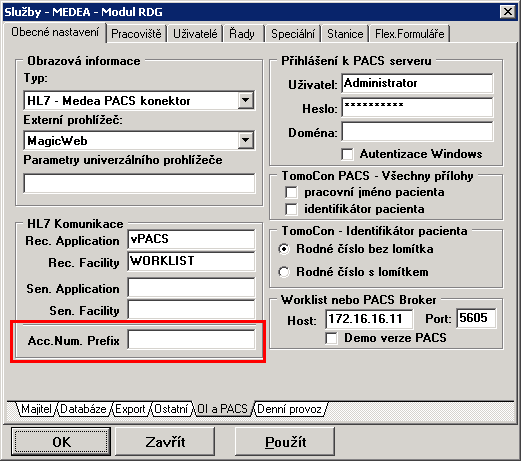 Služby - MEDEA - Modul RDG
Obecné nastavení Pracoviště Uživatelé Řady Speciální Stanice Flex.Formuláře
Obrazová informace
Typ:
HL7 - Medea PACS konektor
Externí prohlížeč:
MagicWeb
Parametry univerzálního prohlížeče
HL7 Komunikace
Rec. Application vPACS
Rec. Facility WORKLIST
Sen. Application
Sen. Facility
Acc.Num. Prefix
Přihlášení k PACS serveru
Uživatel: Administrator
Heslo: **********
Doména:
Autentizace Windows
TomoCon PACS - Všechny přílohy
pracovní jméno pacienta
identifikátor pacienta
TomoCon - Identifikátor pacienta
Rodné číslo bez lomítka
Rodné číslo s lomítkem
Worklist nebo PACS Broker
Host: 172.16.16.11 Port: 5605
Demo verze PACS
Majitel Databáze Export Ostatní OI a PACS Denní provoz
OK Zavřít Použít